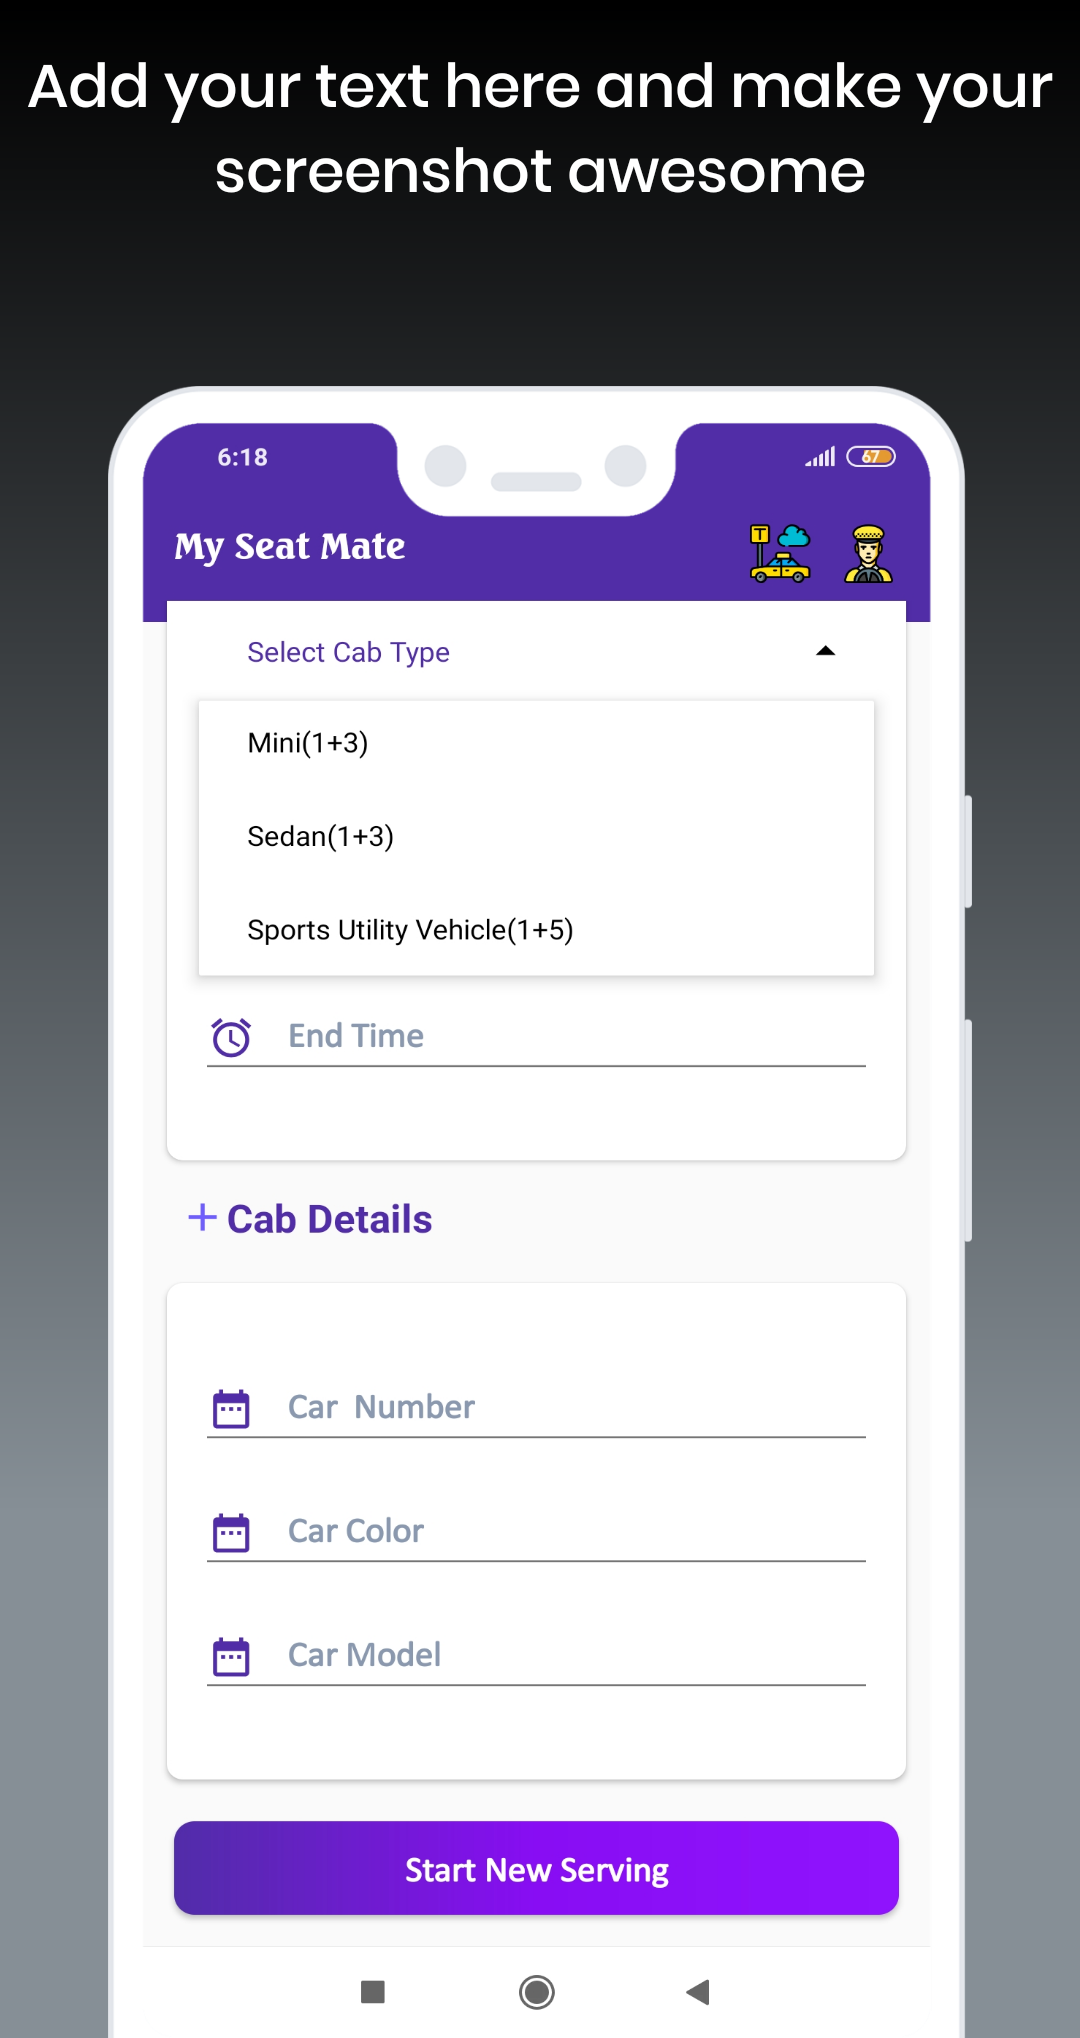 Add your text here and make your
screenshot awesome
6:18
67
My Seat Mate
T
Select Cab Type
Mini(1+3)
Sedan(1+3)
Sports Utility Vehicle(1+5)
End Time
+ Cab Details
Car  Number
Car Color
Car Model
Start New Serving